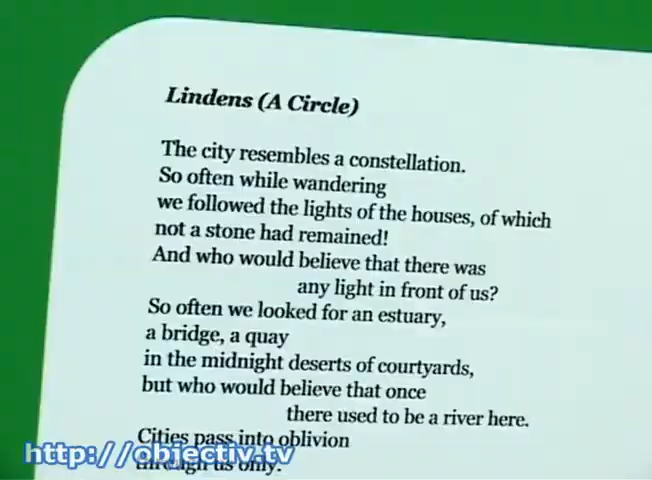 Lindens (A Circle)
The city resembles a constellation.
So often while wandering
we followed the lights of the houses, of which
not a stone had remained!
And who would believe that there was
any light in front of us?
So often we looked for an estuary,
a bridge, a quay
in the midnight deserts of courtyards,
but who would believe that once
there used to be a river here.
Cities pass into oblivion
http://objectiv.tv
through us only.